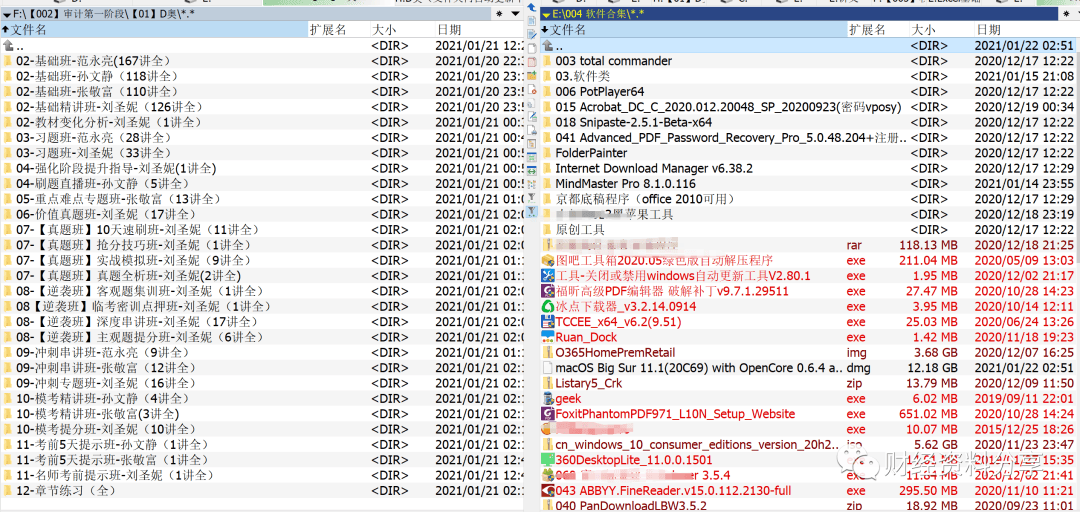 F:\【002】审计第一阶段\【01】D奥\*.*
文件名 扩展名 大小 日期
.. <DIR> 2021/01/21 12:2
02-基础班-范永亮(167讲全) <DIR> 2021/01/20 22:3
02-基础班-孙文静（118讲全） <DIR> 2021/01/20 23:1
02-基础班-张敬富（110讲全） <DIR> 2021/01/20 23:3
02-基础精讲班-刘圣妮（126讲全） <DIR> 2021/01/20 23:5
02-教材变化分析-刘圣妮（1讲全） <DIR> 2021/01/21 00:
03-习题班-范永亮（28讲全） <DIR> 2021/01/21 00:4
03-习题班-刘圣妮（33讲全） <DIR> 2021/01/21 00:5
04-强化阶段提升指导-刘圣妮(1讲全） <DIR> 2021/01/21 00:5
04-刷题直播班-孙文静（5讲全） <DIR> 2021/01/21 00:5
05-重点难点专题班-张敬富（13讲全） <DIR> 2021/01/21 02:
06-价值真题班-刘圣妮（17讲全） <DIR> 2021/01/21 02:
07-【真题班】10天速刷班-刘圣妮（11讲全） <DIR> 2021/01/21 02:
07-【真题班】抢分技巧班-刘圣妮（1讲全） <DIR> 2021/01/21 02:
07-【真题班】实战模拟班-刘圣妮（9讲全） <DIR> 2021/01/21 02:
07-【真题班】真题全析班-刘圣妮(2讲全) <DIR> 2021/01/21 02:
08-【逆袭班】客观题集训班-刘圣妮（1讲全） <DIR> 2021/01/21 02:
08【逆袭班】临考密训点押班-刘圣妮（1讲全） <DIR> 2021/01/21 02:
08-【逆袭班】深度串讲班-刘圣妮（17讲全） <DIR> 2021/01/21 02:
08-【逆袭班】主观题提分班-刘圣妮（6讲全） <DIR> 2021/01/21 02:
09-冲刺串讲班-范永亮（9讲全） <DIR> 2021/01/21 01:
09-冲刺串讲班-张敬富（12讲全） <DIR> 2021/01/21 02:1
09-冲刺专题班-刘圣妮（16讲全） <DIR> 2021/01/21 02:1
10-模考精讲班-孙文静（4讲全） <DIR> 2021/01/21 02:1
10-模考精讲班-张敬富(3讲全) <DIR> 2021/01/21 02:1
10-模考提分班-刘圣妮（10讲全） <DIR> 2021/01/21 02:
11-考前5天提示班-孙文静（1讲全） <DIR> 2021/01/21 02:
11-考前5天提示班-张敬富（1讲全） <DIR> 2021/01/21 12:4
11-名师考前提示班-刘圣妮（1讲全） <DIR> 2021/01/21 12:4
12-章节练习（全） <DIR> 2021/01/21 02:
E:\004 软件合集\*.*
文件名 扩展名 大小 日期
.. <DIR> 2021/01/22 02:51
003 total commander <DIR> 2020/12/17 12:22
03.软件类 <DIR> 2021/01/15 21:08
006 PotPlayer64 <DIR> 2020/12/17 12:22
015 Acrobat_DC_C_2020.012.20048_SP_20200923(密码vposy) <DIR> 2020/12/19 00:34
018 Snipaste-2.5.1-Beta-x64 <DIR> 2020/12/17 12:22
041 Advanced_PDF_Password_Recovery_Pro_5.0.48.204+注册.. <DIR> 2020/12/17 12:22
FolderPainter <DIR> 2020/12/17 12:22
Internet Download Manager v6.38.2 <DIR> 2020/12/17 12:29
MindMaster Pro 8.1.0.116 <DIR> 2021/01/14 23:55
京都底稿程序（office 2010可用） <DIR> 2020/12/17 12:22
苹果工具 <DIR> 2020/12/18 23:19
原创工具 <DIR> 2020/12/17 12:22
rar 118.13 MB 2020/12/18 21:25
图吧工具箱2020.05绿色版自动解压程序 exe 211.04 MB 2020/05/09 13:03
工具-关闭或禁用windows自动更新工具V2.80.1 exe 1.95 MB 2020/12/02 21:17
福昕高级PDF编辑器 破解补丁v9.7.1.29511 exe 27.47 MB 2020/10/28 14:23
冰点下载器_v3.2.14.0914 exe 3.95 MB 2020/10/14 12:11
TCCEE_x64_v6.2(9.51) exe 25.03 MB 2020/06/24 13:26
Ruan_Dock exe 1.42 MB 2020/11/18 19:23
O365HomePremRetail img 3.68 GB 2020/12/07 16:25
macOS Big Sur 11.1(20C69) with OpenCore 0.6.4 a.. dmg 12.18 GB 2021/01/22 02:51
Listary5_Crk zip 13.79 MB 2020/12/09 11:50
geek exe 6.02 MB 2019/09/11 22:01
FoxitPhantomPDF971_L10N_Setup_Website exe 651.02 MB 2020/10/28 14:24
exe 10.07 MB 2015/12/25 18:26
cn_windows_10_consumer_editions_version_20h2... iso 5.62 GB 2020/11/23 23:47
360DesktopLite_11.0.0.1501 15:35
3.5.4 exe 11.84 MB 2020/12/02 21:41
043 ABBYY.FineReader.v15.0.112.2130-full exe 295.50 MB 2020/11/10 11:21
040 PanDownloadLBW3.5.2 zip 18.92 MB 2020/09/23 11:01
财经资料分享